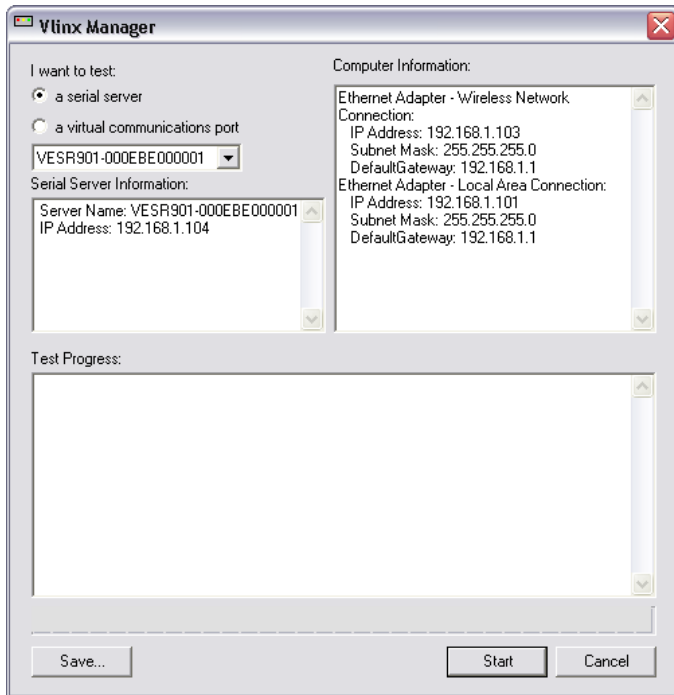 Vlinx Manager
I want to test:
a serial server
a virtual communications port
VESR901-000EBE000001
Serial Server Information:
Server Name: VESR901-000EBE000001
IP Address: 192.168.1.104
Computer Information:
Ethernet Adapter - Wireless Network
Connection:
IP Address: 192.168.1.103
Subnet Mask: 255.255.255.0
DefaultGateway: 192.168.1.1
Ethernet Adapter - Local Area Connection:
IP Address: 192.168.1.101
Subnet Mask: 255.255.255.0
DefaultGateway: 192.168.1.1
Test Progress:
Save...
Start
Cancel